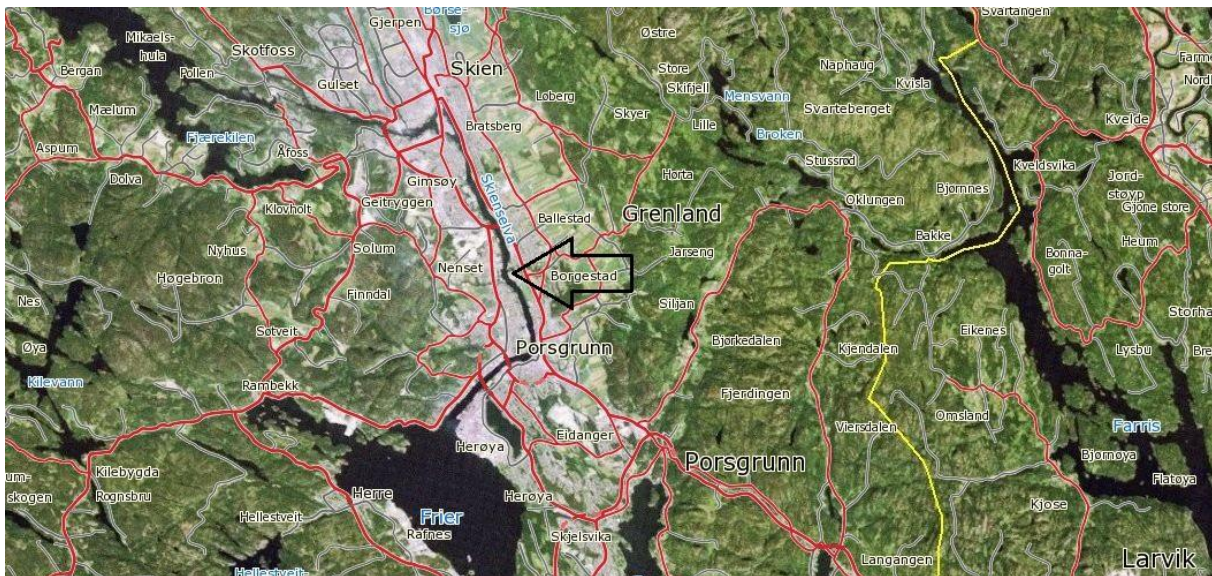 Børse-
sjø
Svartangen
Gjerpen
Mikaels-
hula
Skotfoss
Østre
Bergan
Pollen
Skien
Store
Naphaug
Gulset
Skifjell
Kvisla
Mensvann
Mælum
Løberg
Skyer
Svarteberget
Kvelde
Bratsberg
Lille
Broken
Fjærekilen
Aspum
Åfoss
Stussrød
Kveldsvika
Dolva
Gimsøy
Horta
Bjørnnes
Jord-
støyp
Klovholt
Geitryggen
Skienselva
Oklungen
Gjone store
Ballestad
Grenland
Bakke
Nyhus
Solum
Jarseng
Heum
Bonna-
golt
Høgebron
Nenset
Borgestad
Finndal
Nes
Siljan
Sotveit
Eikenes
Øya
Porsgrunn
Bjørkedalen
Kjendalen
Lysbu
Kilevann
Rambekk
Fjerdingen
Omsland
Viersdalen
Farris
Herøya
Eidanger
Bjørnøya
Porsgrunn
Kilebygda
Flatøya
skogen
Rognsbru
Herre
Herøya
Kjose
Hellestveit
Frier
Rafnes
Skjelsvika
Langangen
Larvik